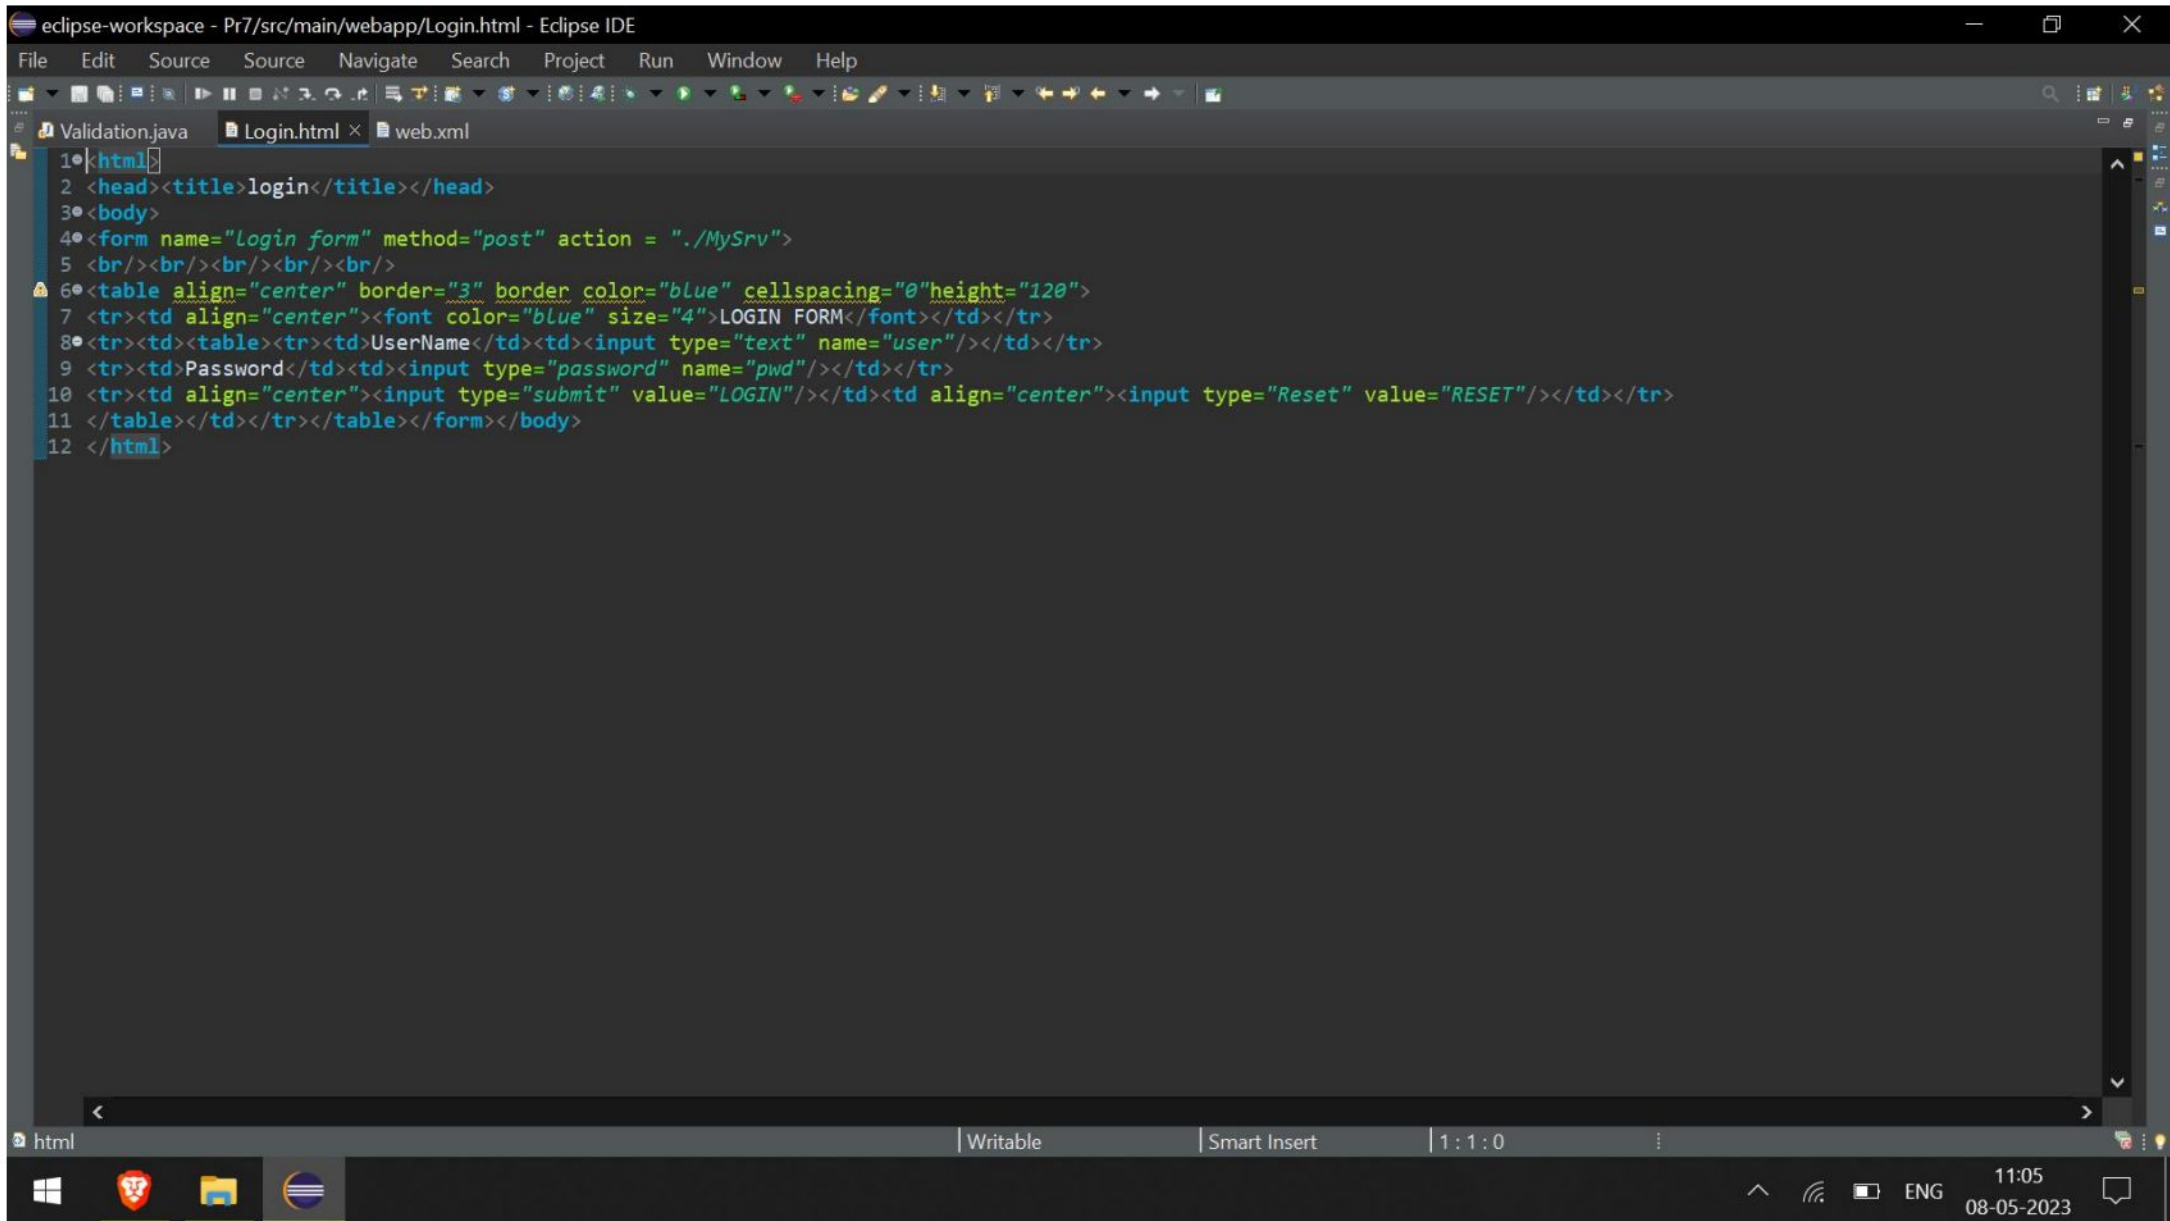 eclipse-workspace - Pr7/src/main/webapp/Login.html - Eclipse IDE
File Edit Source Source Navigate Search Project Run Window Help
Validation.java Login.html web.xml
1 <html>
2 <head><title>login</title></head>
3 <body>
4 <form name="login form" method="post" action = "./MySrv">
5 <br/><br/><br/><br/><br/>
6 <table align="center" border="3" border color="blue" cellspacing="0"height="120">
7 <tr><td align="center"><font color="blue" size="4">LOGIN FORM</font></td></tr>
8 <tr><td><table><tr><td>UserName</td><td><input type="text" name="user"/></td></tr>
9 <tr><td>Password</td><td><input type="password" name="pwd"/></td></tr>
10 <tr><td align="center"><input type="submit" value="LOGIN"/></td><td align="center"><input type="Reset" value="RESET"/></td></tr>
11 </table></td></tr></table></form></body>
12 </html>
html Writable Smart Insert 1 : 1 : 0
ENG 11:05
08-05-2023